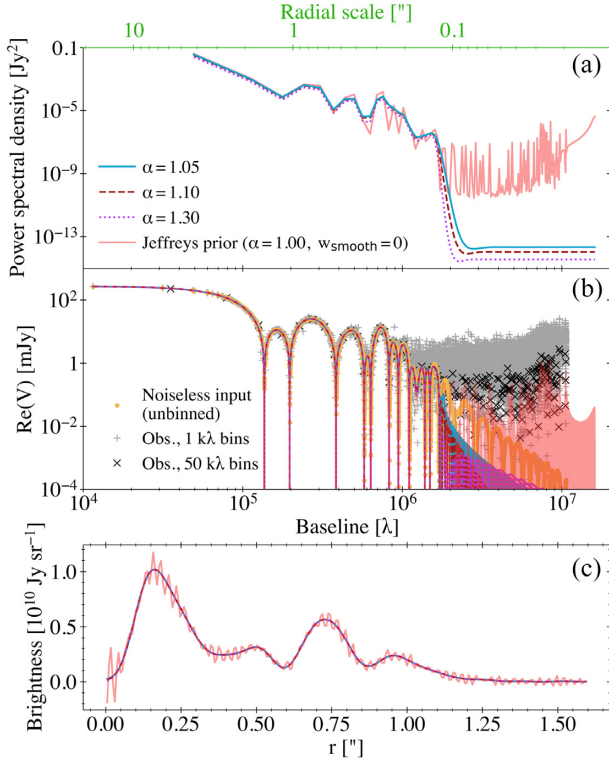 Radial scale ["]
10 1 0.1
Power spectral density [Jy²]
0.1
10⁻⁵
10⁻⁹
10⁻¹³
(a)
α = 1.05
α = 1.10
α = 1.30
Jeffreys prior (α = 1.00, w_smooth = 0)
Re(V) [mJy]
10²
1
10⁻²
10⁻⁴
(b)
Noiseless input
(unbinned)
Obs., 1 kλ bins
Obs., 50 kλ bins
10⁴ 10⁵ 10⁶ 10⁷
Baseline [λ]
Brightness [10¹⁰ Jy sr⁻¹]
1.0
0.5
0.0
(c)
0.00 0.25 0.50 0.75 1.00 1.25 1.50
r ["]